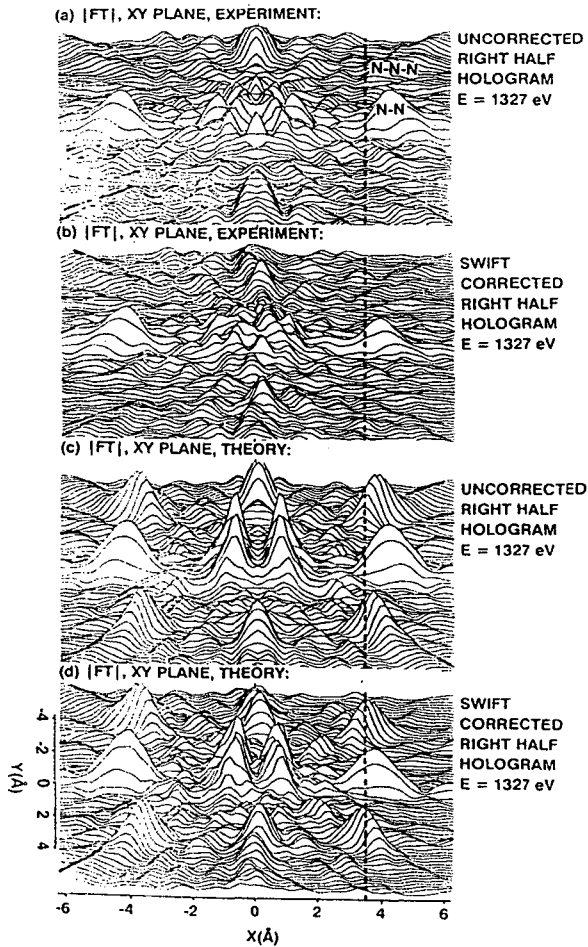 (a) |FT|, XY PLANE, EXPERIMENT:
UNCORRECTED
RIGHT HALF
HOLOGRAM
E = 1327 eV
N-N-N
N-N
(b) |FT|, XY PLANE, EXPERIMENT:
SWIFT
CORRECTED
RIGHT HALF
HOLOGRAM
E = 1327 eV
(c) |FT|, XY PLANE, THEORY:
UNCORRECTED
RIGHT HALF
HOLOGRAM
E = 1327 eV
(d) |FT|, XY PLANE, THEORY:
SWIFT
CORRECTED
RIGHT HALF
HOLOGRAM
E = 1327 eV
-4
-2
0
2
4
Y(Å)
-6 -4 -2 0 2 4 6
X(Å)